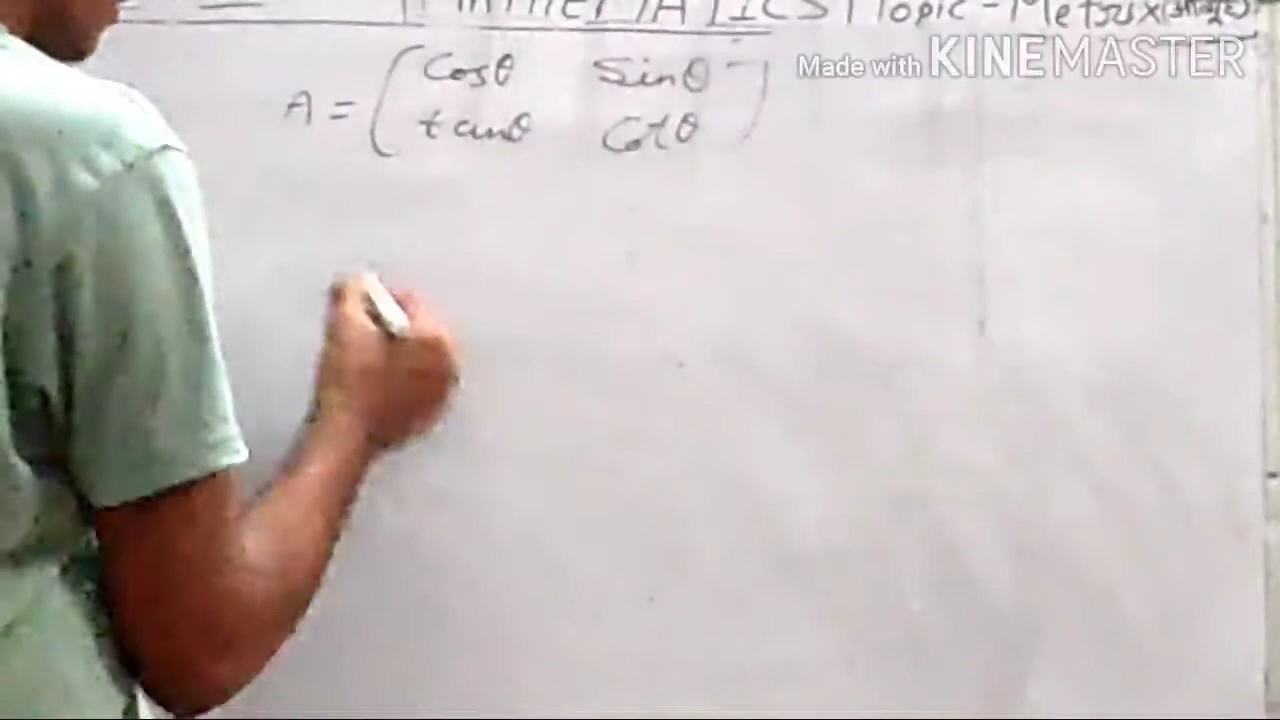 MATHEMATICS | Topic - Metrix
Made with KINEMASTER
A = ( cosθ sinθ
tanθ cotθ )